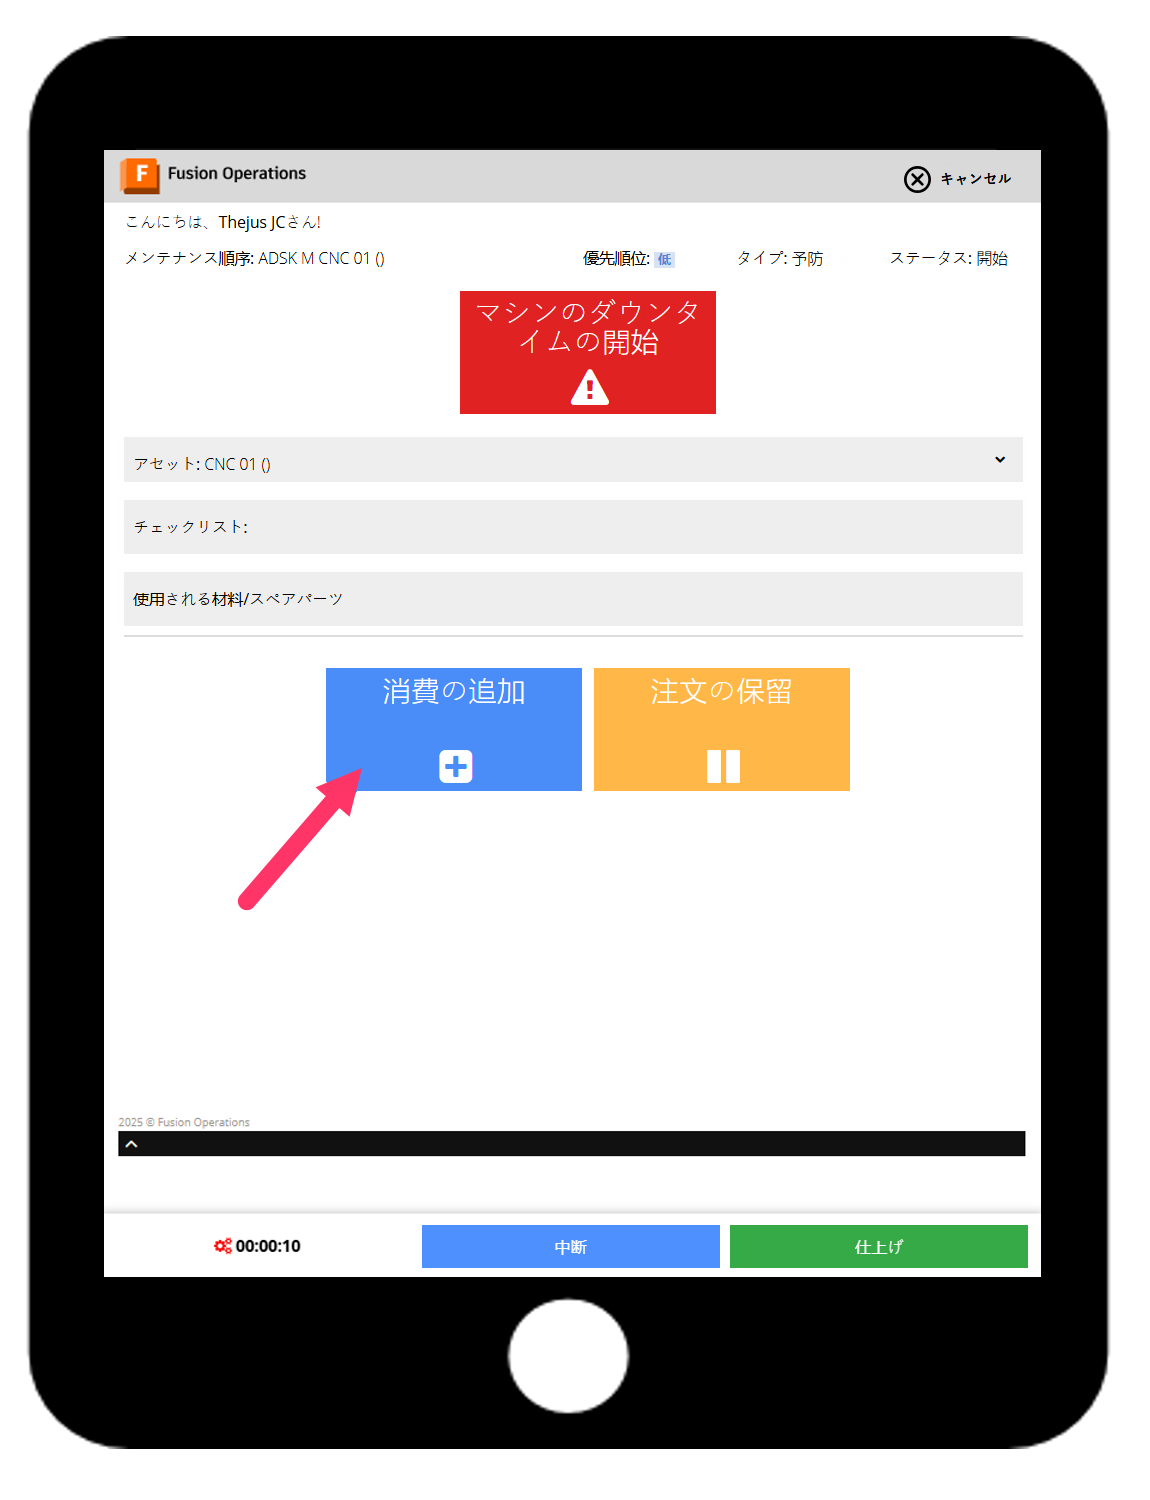 F Fusion Operations
キャンセル
こんにちは、Thejus JCさん!
メンテナンス順序: ADSK M CNC 01 () 優先順位: 低 タイプ: 予防 ステータス: 開始
マシンのダウンタ
イムの開始
アセット: CNC 01 ()
チェックリスト:
使用される材料/スペアパーツ
消費の追加
注文の保留
2025 © Fusion Operations
00:00:10
中断
仕上げ